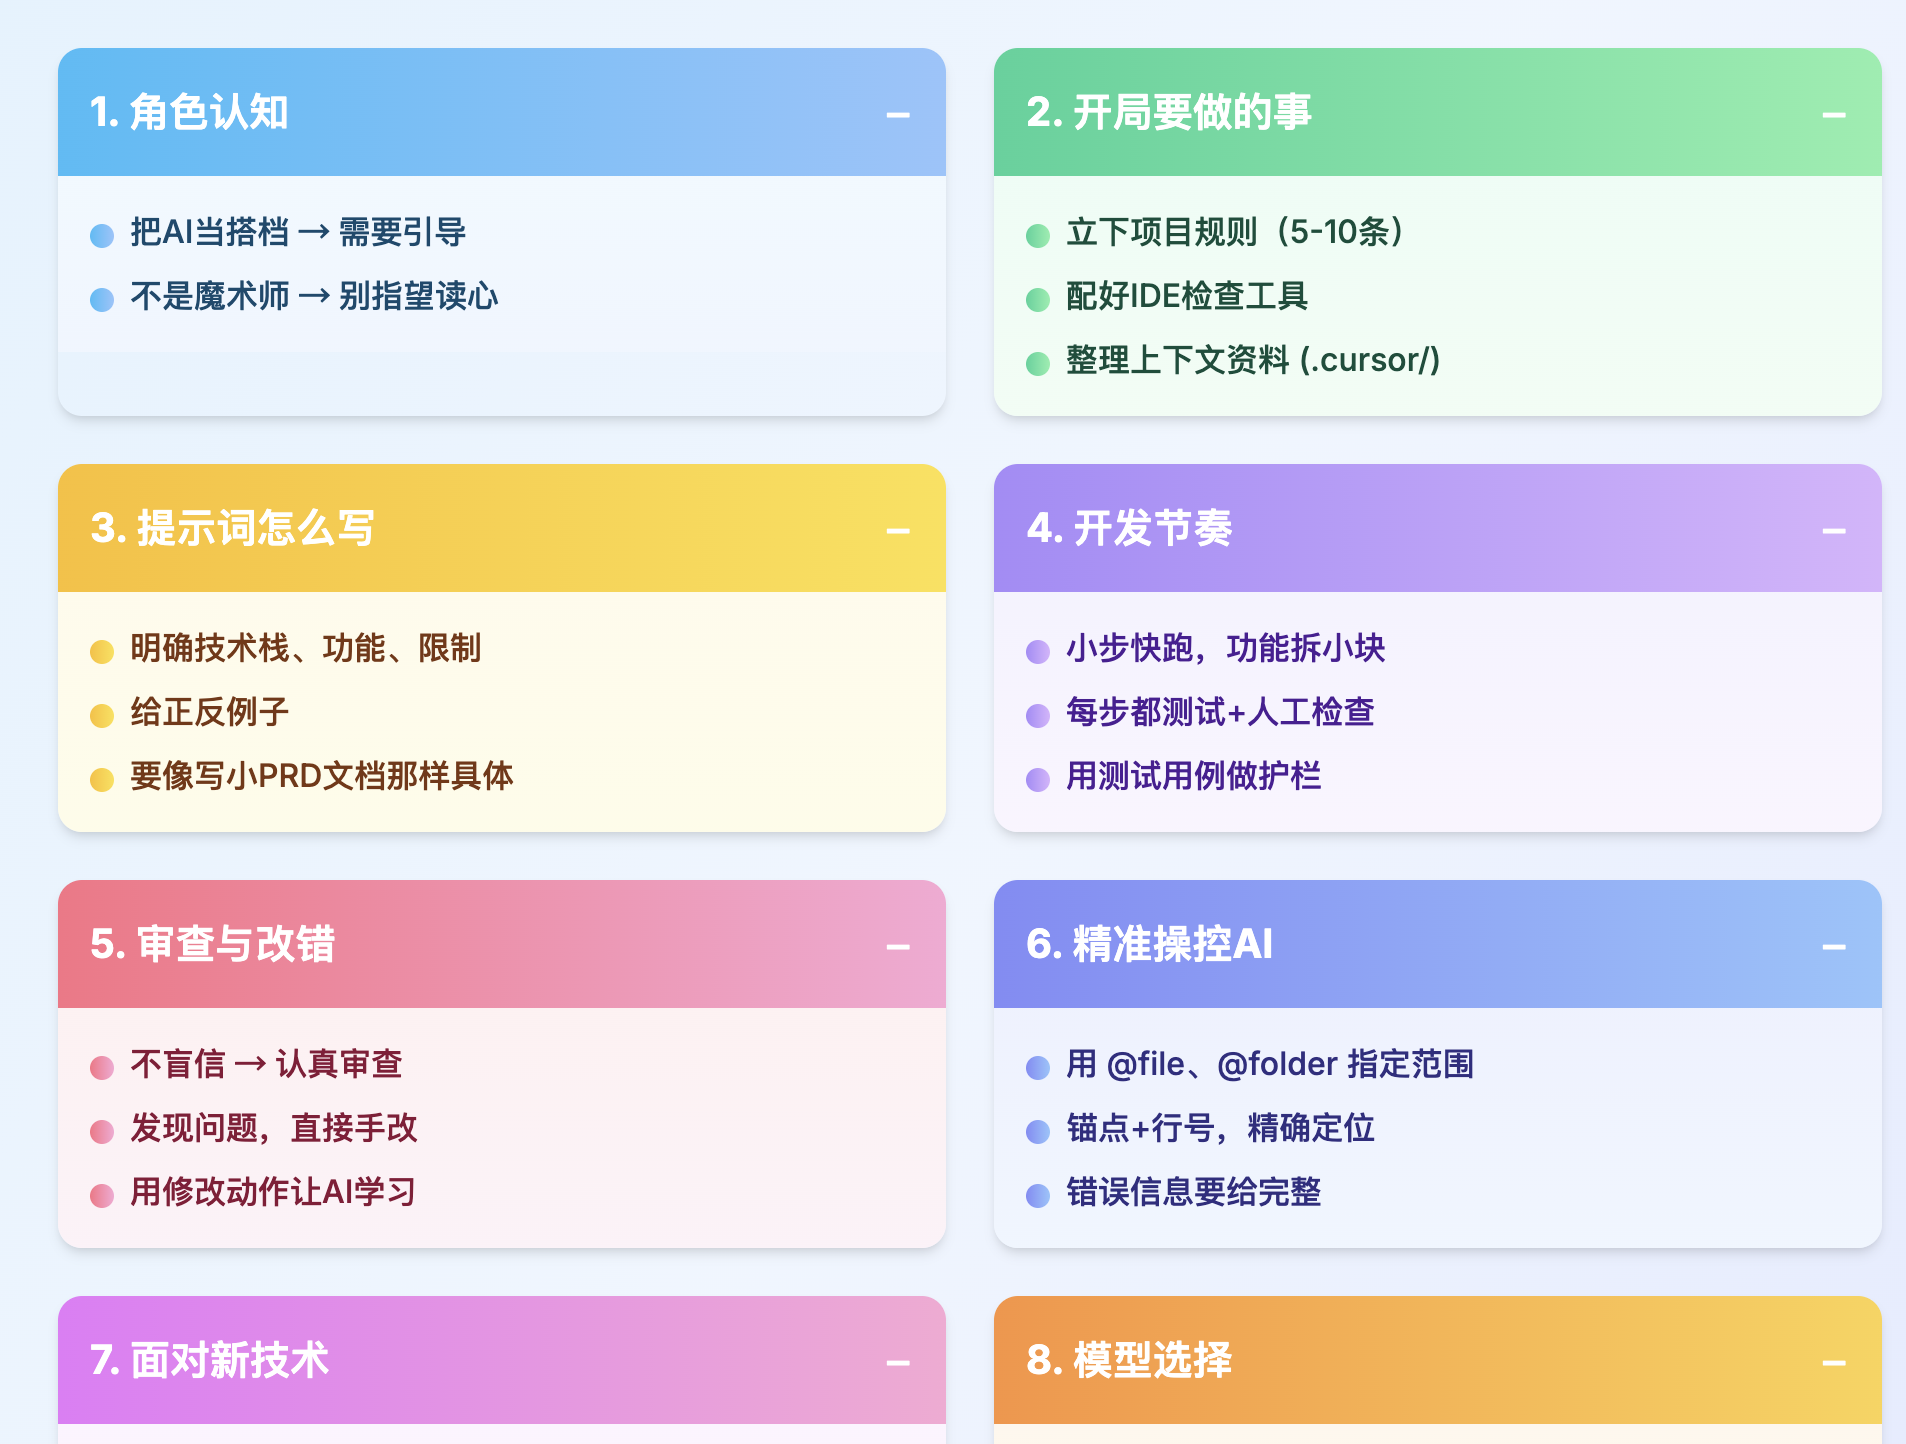 1. 角色认知
把AI当搭档 → 需要引导
不是魔术师 → 别指望读心
2. 开局要做的事
立下项目规则（5-10条）
配好IDE检查工具
整理上下文资料 (.cursor/)
3. 提示词怎么写
明确技术栈、功能、限制
给正反例子
要像写小PRD文档那样具体
4. 开发节奏
小步快跑，功能拆小块
每步都测试+人工检查
用测试用例做护栏
5. 审查与改错
不盲信 → 认真审查
发现问题，直接手改
用修改动作让AI学习
6. 精准操控AI
用 @file、@folder 指定范围
锚点+行号，精确定位
错误信息要给完整
7. 面对新技术
8. 模型选择